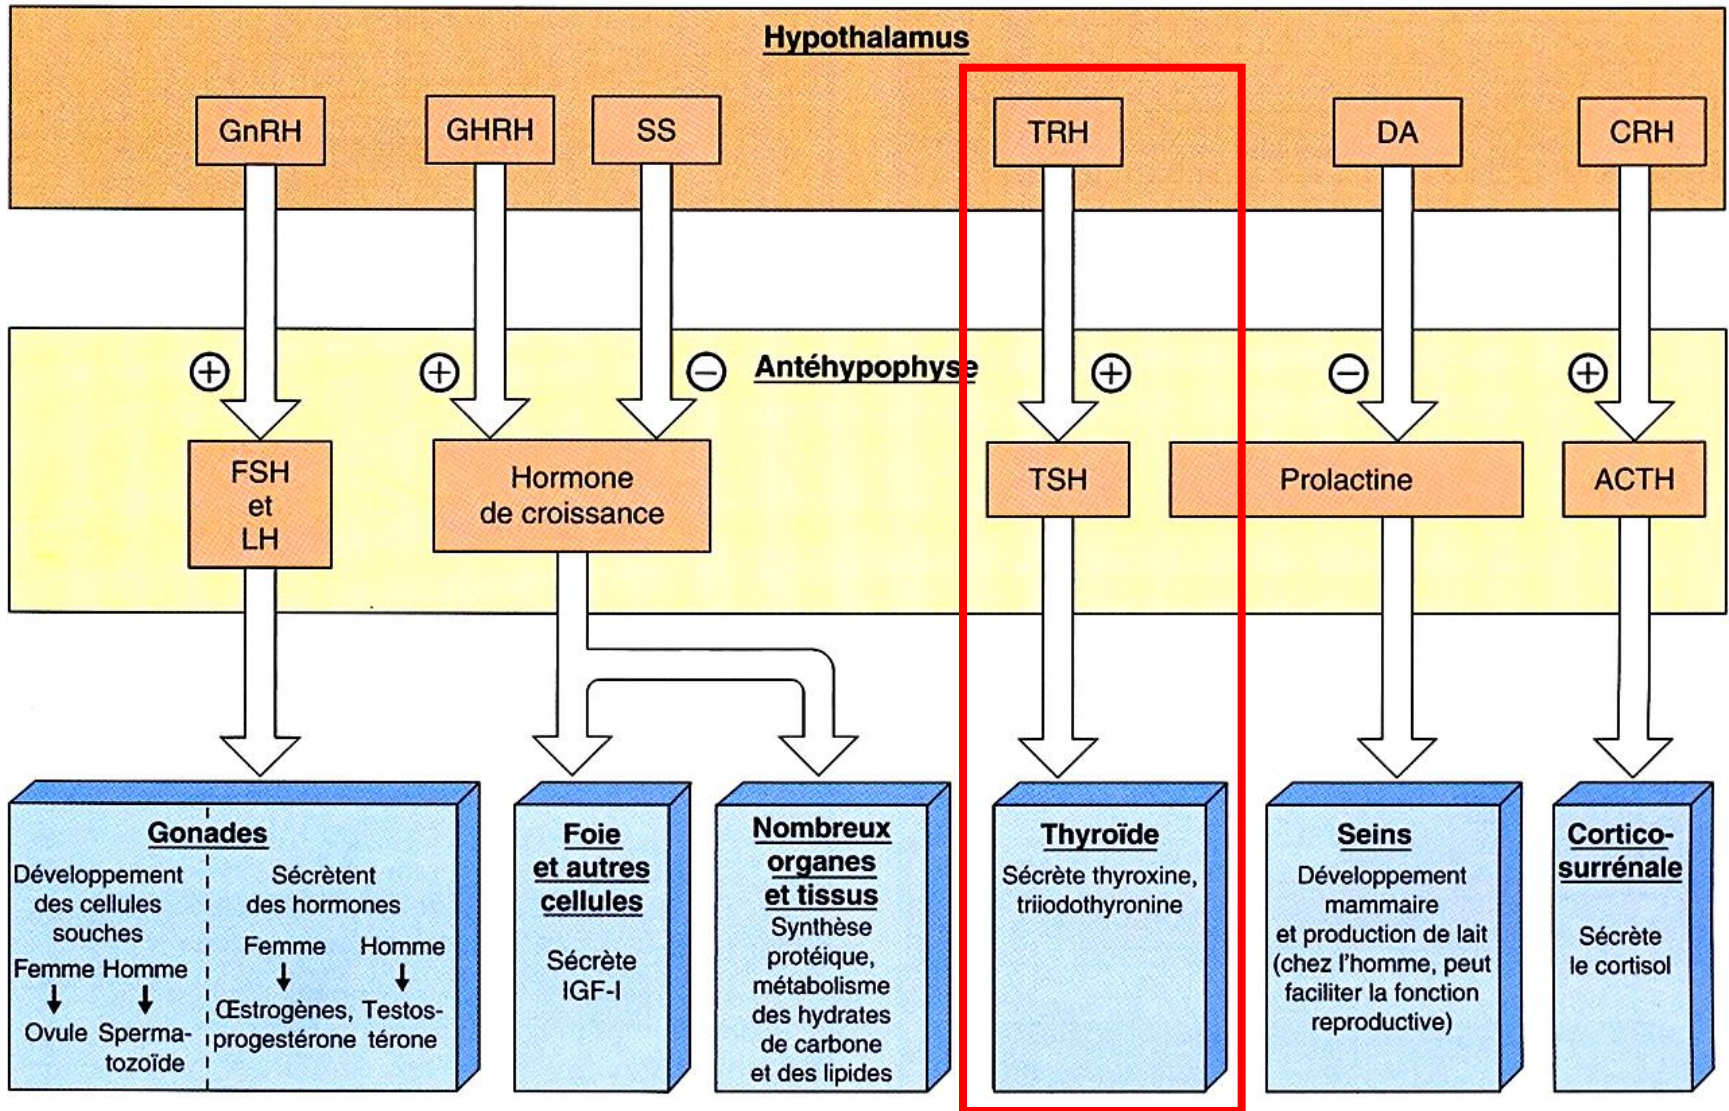 Hypothalamus
GnRH
GHRH
SS
TRH
DA
CRH
+
+
−
Antéhypophyse
+
−
+
FSH
et
LH
Hormone
de croissance
TSH
Prolactine
ACTH
Gonades
Développement
des cellules
souches
Femme Homme
Ovule Sperma-
tozoïde
Sécrètent
des hormones
Femme Homme
Œstrogènes, Testos-
progestérone térone
Foie
et autres
cellules
Sécrète
IGF-I
Nombreux
organes
et tissus
Synthèse
protéique,
métabolisme
des hydrates
de carbone
et des lipides
Thyroïde
Sécrète thyroxine,
triiodothyronine
Seins
Développement
mammaire
et production de lait
(chez l'homme, peut
faciliter la fonction
reproductive)
Cortico-
surrénale
Sécrète
le cortisol